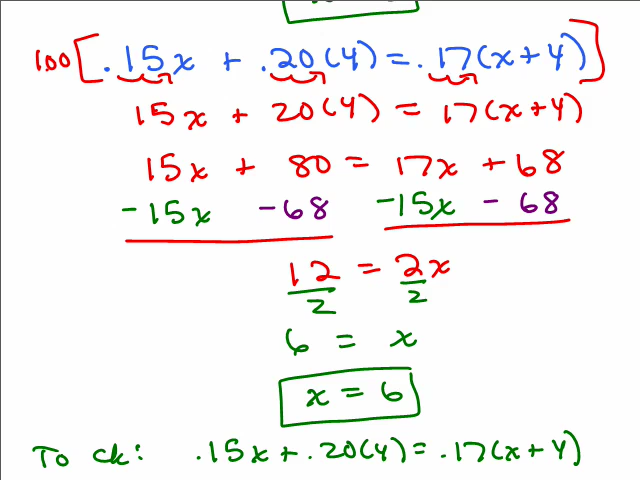 100 [ .15x + .20(4) = .17(x+4) ]
15x + 20(4) = 17(x+4)
15x + 80 = 17x + 68
-15x -68 -15x - 68
12 = 2x
2 2
6 = x
x = 6
To ck: .15x + .20(4) = .17(x+4)